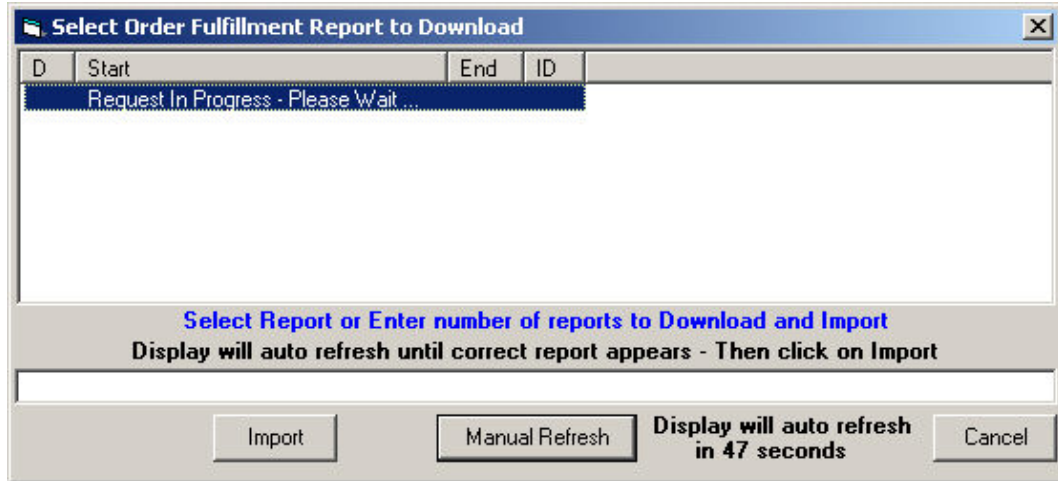 Select Order Fulfillment Report to Download
D Start End ID
Request In Progress - Please Wait ...
Select Report or Enter number of reports to Download and Import
Display will auto refresh until correct report appears - Then click on Import
Import
Manual Refresh
Display will auto refresh
in 47 seconds
Cancel